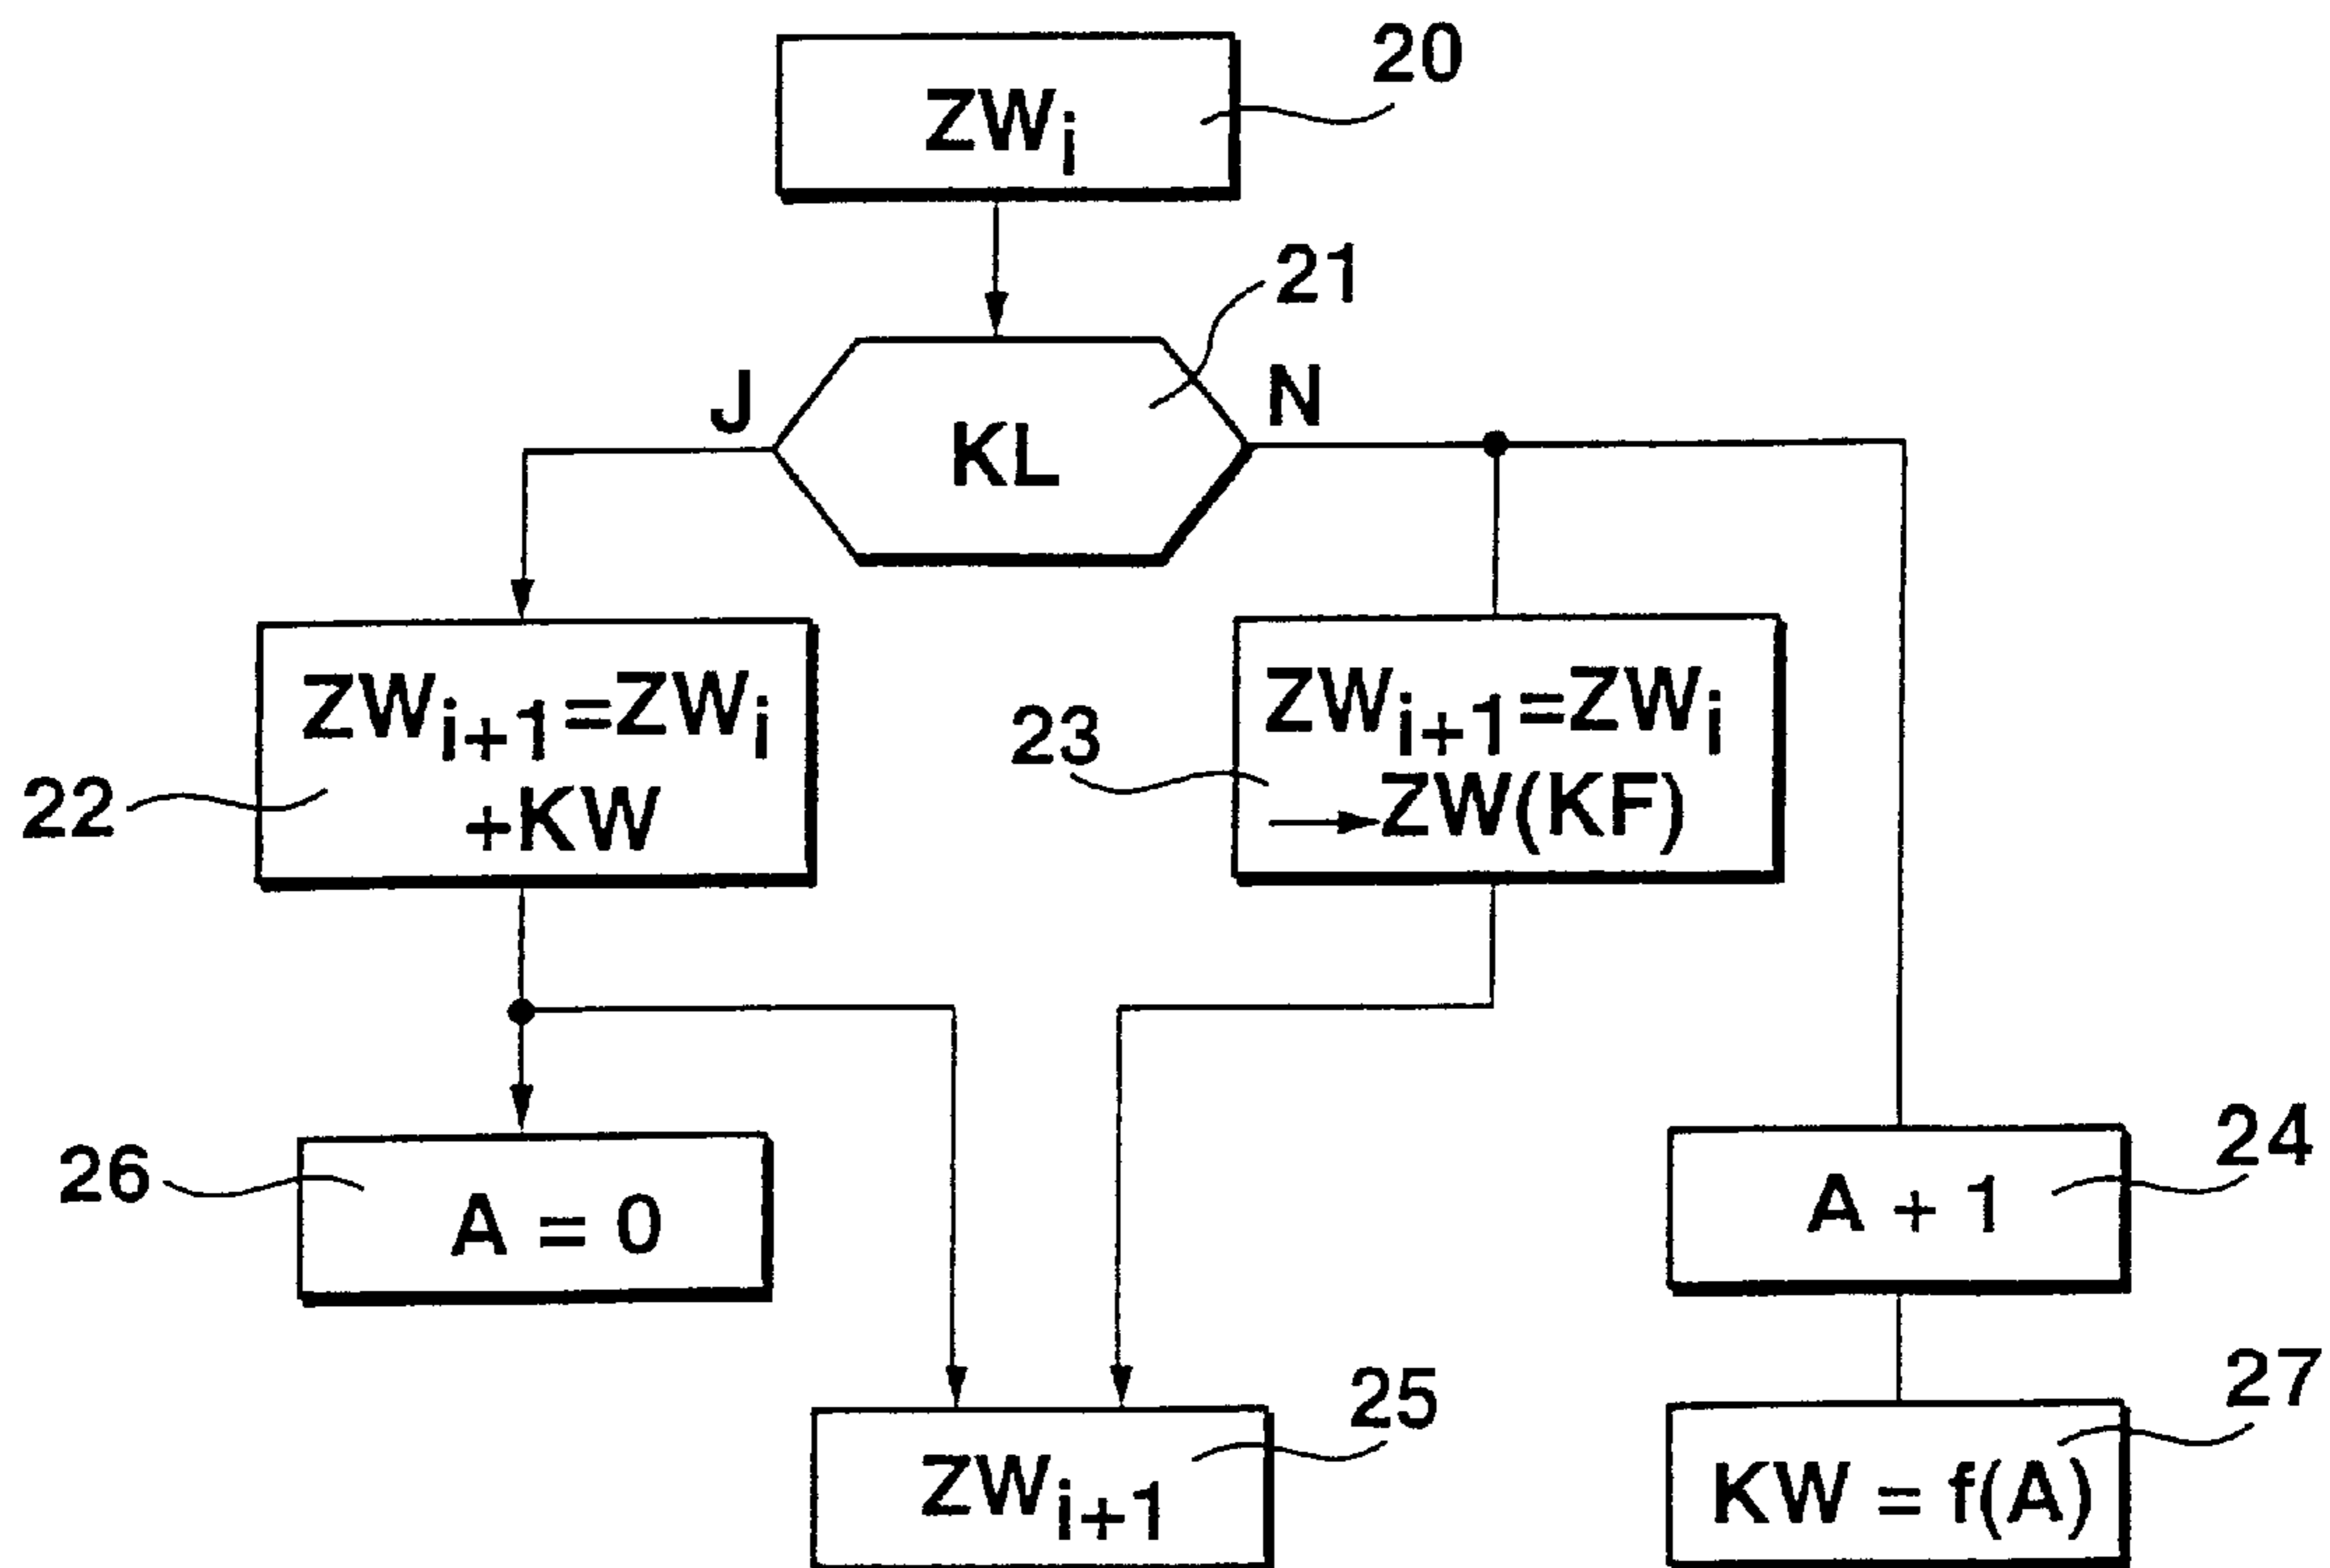 20
ZWi
21
J
N
KL
ZWi+1=ZWi
+KW
22
ZWi+1=ZWi
→ZW(KF)
23
26
A = 0
24
A + 1
25
ZWi+1
27
KW = f(A)